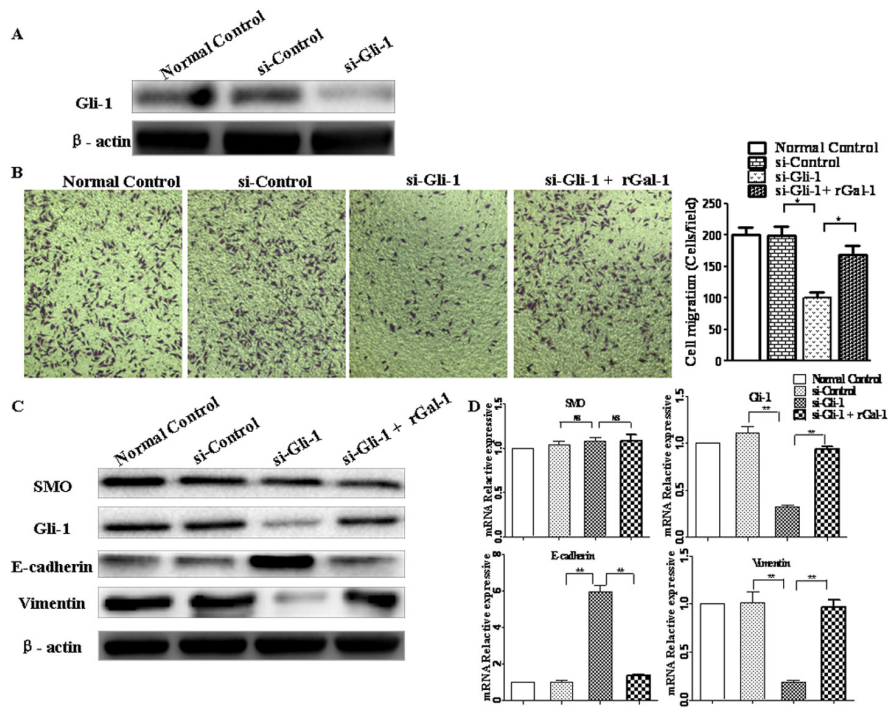 A
Normal Control
si-Control
si-Gli-1
Gli-1
β - actin
B
Normal Control
si-Control
si-Gli-1
si-Gli-1 + rGal-1
Normal Control
si-Control
si-Gli-1
si-Gli-1+ rGal-1
Cell migration (Cells/field)
250
200
150
100
50
0
*
*
C
Normal Control
si-Control
si-Gli-1
si-Gli-1 + rGal-1
SMO
Gli-1
E-cadherin
Vimentin
β - actin
D
Normal Control
si-Control
si-Gli-1
si-Gli-1 + rGal-1
SMO
mRNA Relactive expressive
1.5
1.0
0.5
0.0
NS
NS
Gli-1
mRNA Relactive expressive
1.5
1.0
0.5
0.0
**
**
E-cadherin
mRNA Relactive expressive
8
6
4
2
0
**
**
Vimentin
mRNA Relactive expressive
1.5
1.0
0.5
0.0
**
**